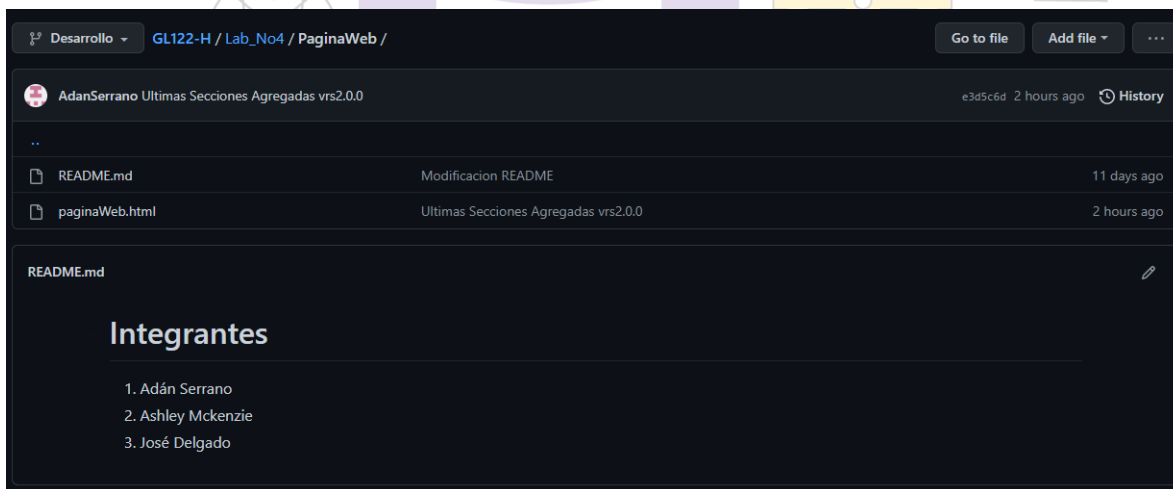 Desarrollo GL122-H / Lab_No4 / PaginaWeb / Go to file Add file ...
AdanSerrano Ultimas Secciones Agregadas vrs2.0.0 e3d5c6d 2 hours ago History
..
README.md Modificacion README 11 days ago
paginaWeb.html Ultimas Secciones Agregadas vrs2.0.0 2 hours ago
README.md
Integrantes
1. Adán Serrano
2. Ashley Mckenzie
3. José Delgado